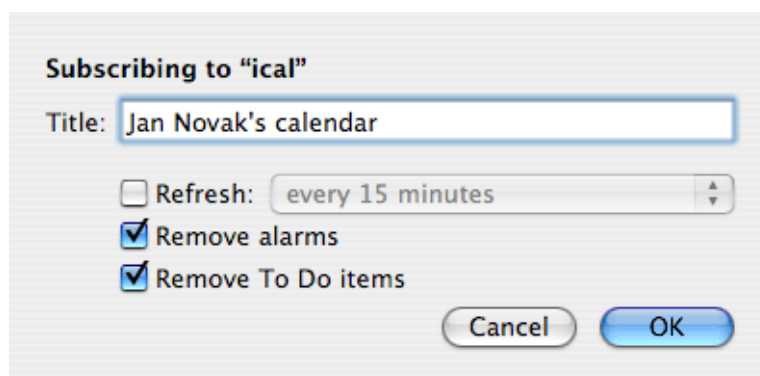 Subscribing to “ical”
Title: Jan Novak's calendar
Refresh: every 15 minutes
Remove alarms
Remove To Do items
Cancel OK